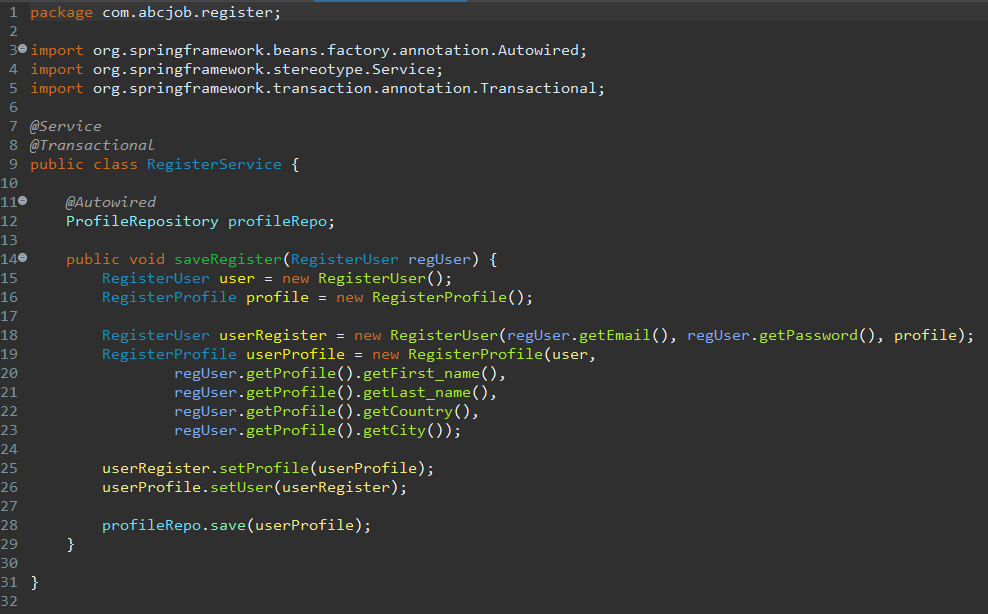 1 package com.abcjob.register;
2
3 import org.springframework.beans.factory.annotation.Autowired;
4 import org.springframework.stereotype.Service;
5 import org.springframework.transaction.annotation.Transactional;
6
7 @Service
8 @Transactional
9 public class RegisterService {
10
11     @Autowired
12     ProfileRepository profileRepo;
13
14     public void saveRegister(RegisterUser regUser) {
15         RegisterUser user = new RegisterUser();
16         RegisterProfile profile = new RegisterProfile();
17
18         RegisterUser userRegister = new RegisterUser(regUser.getEmail(), regUser.getPassword(), profile);
19         RegisterProfile userProfile = new RegisterProfile(user,
20                 regUser.getProfile().getFirst_name(),
21                 regUser.getProfile().getLast_name(),
22                 regUser.getProfile().getCountry(),
23                 regUser.getProfile().getCity());
24
25         userRegister.setProfile(userProfile);
26         userProfile.setUser(userRegister);
27
28         profileRepo.save(userProfile);
29     }
30
31 }
32